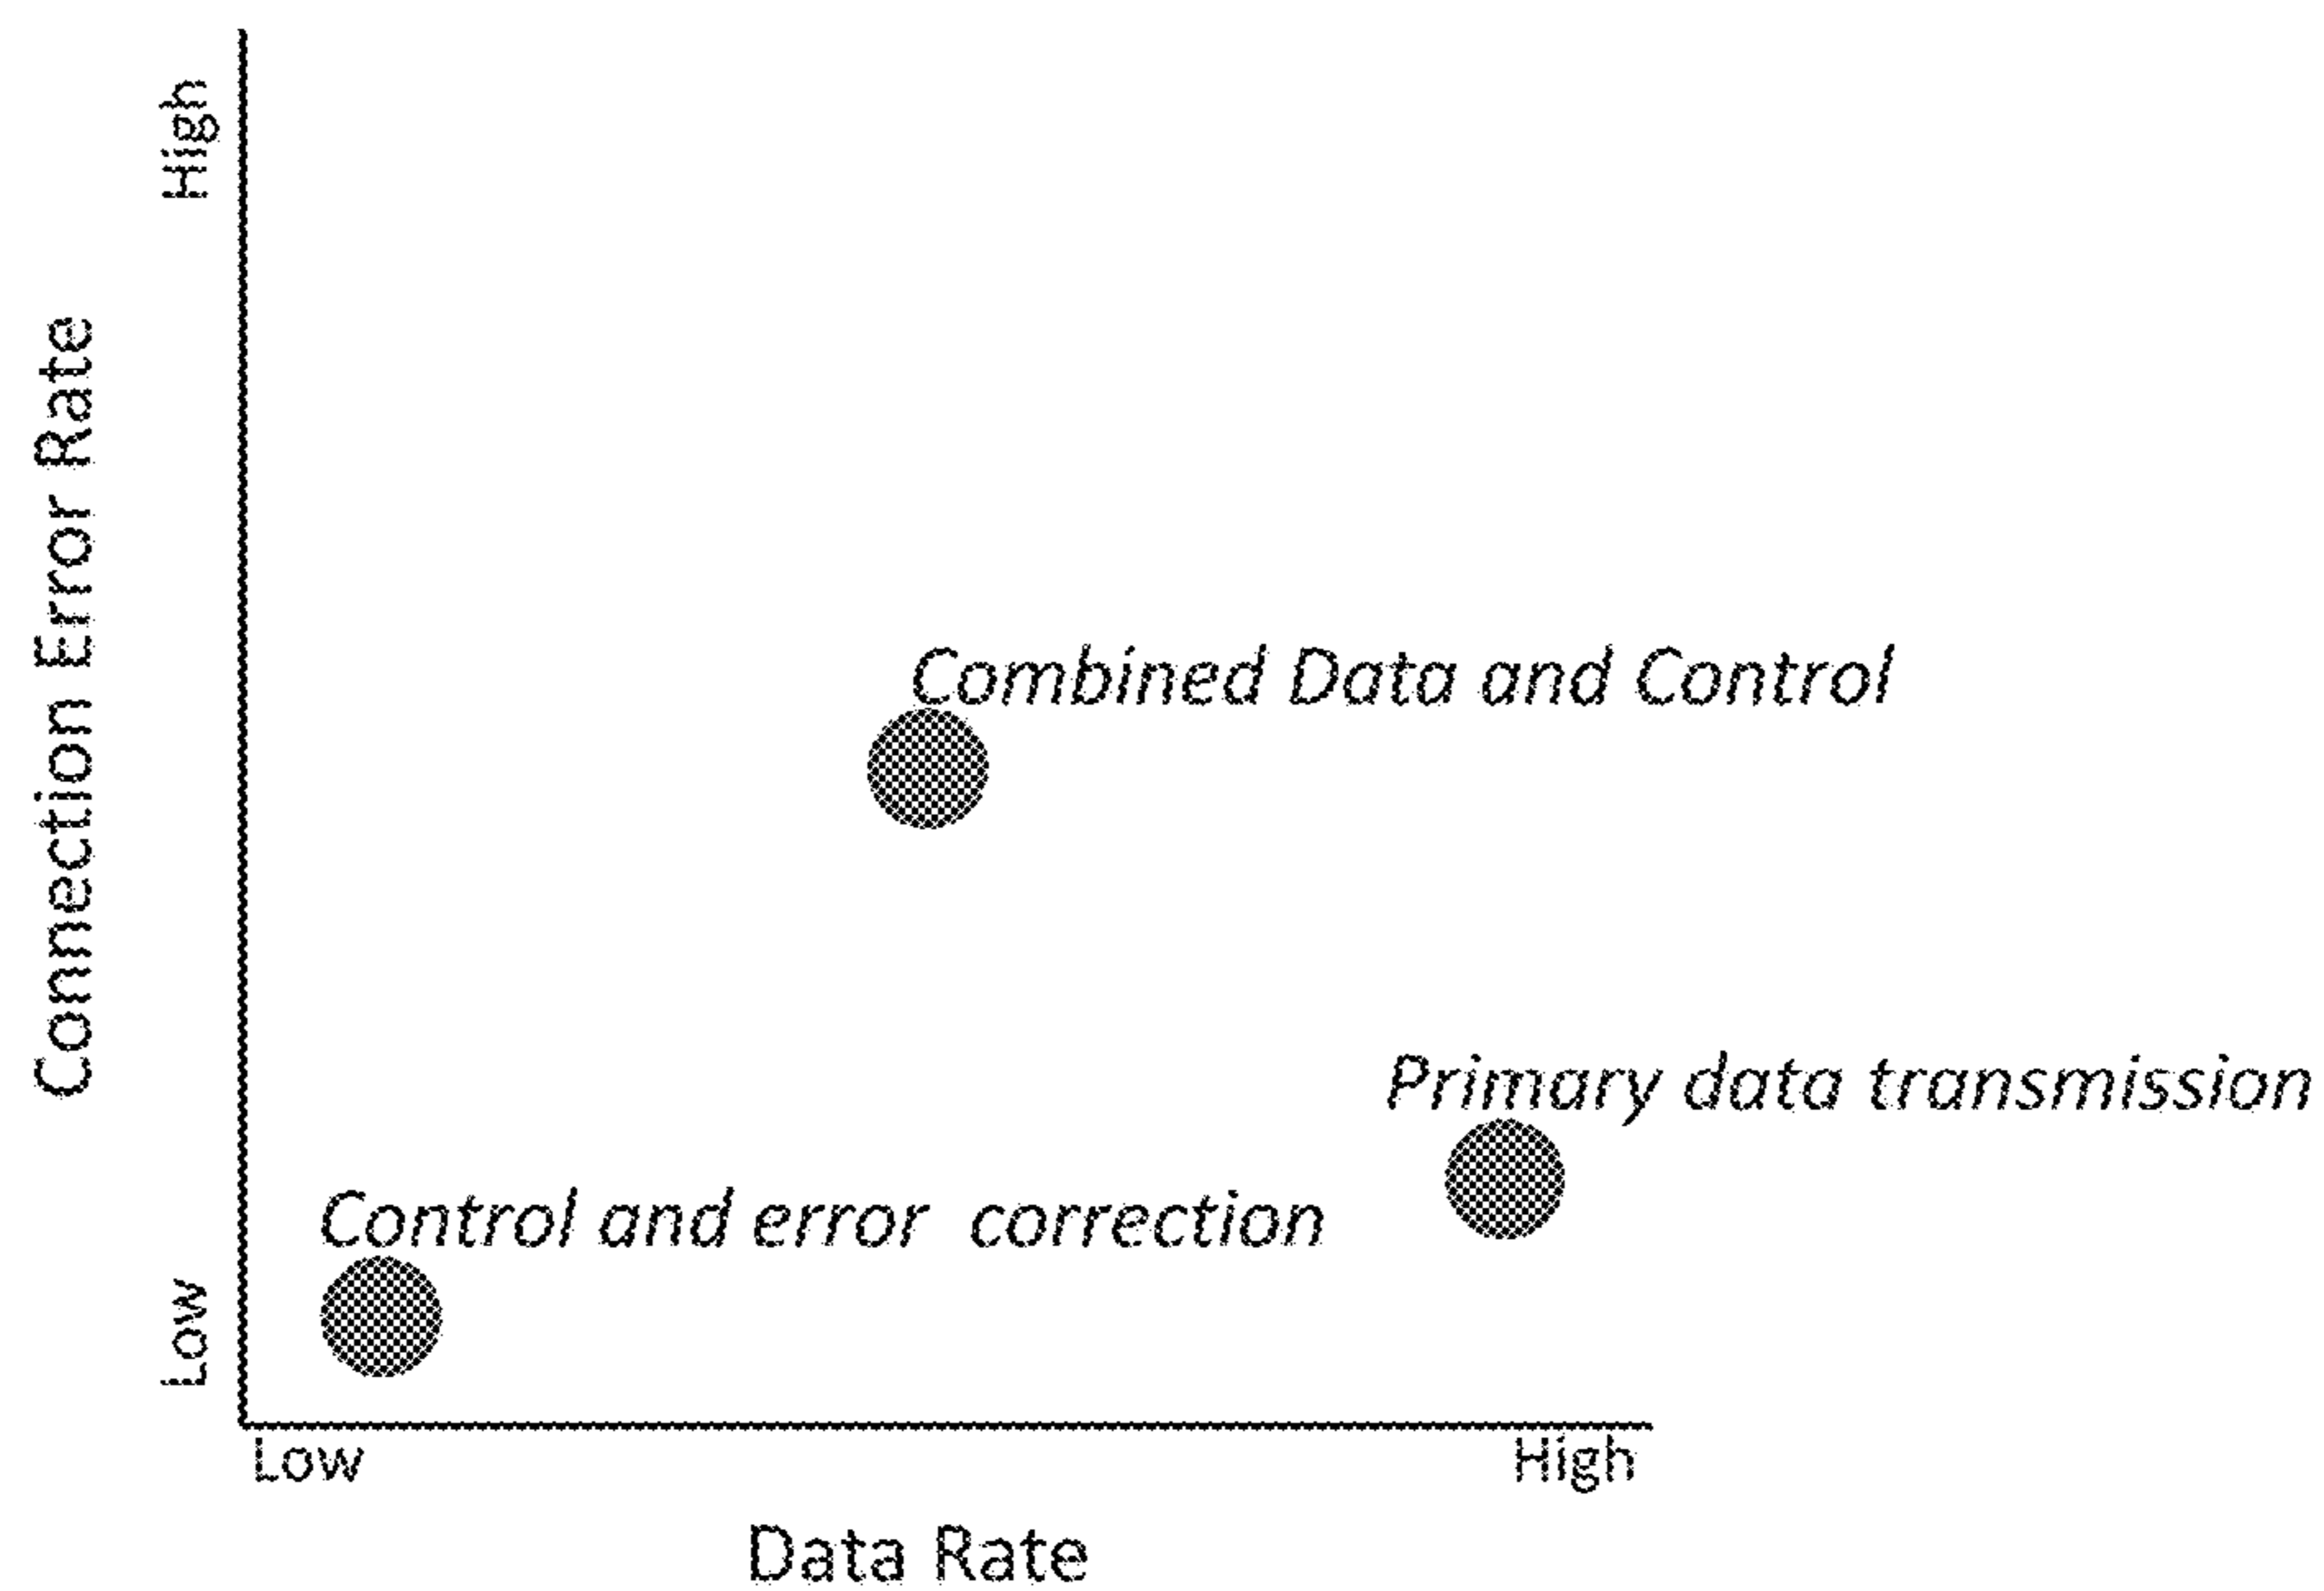 High
Connection Error Rate
Combined Data and Control
Primary data transmission
Control and error correction
Low
Low
High
Data Rate